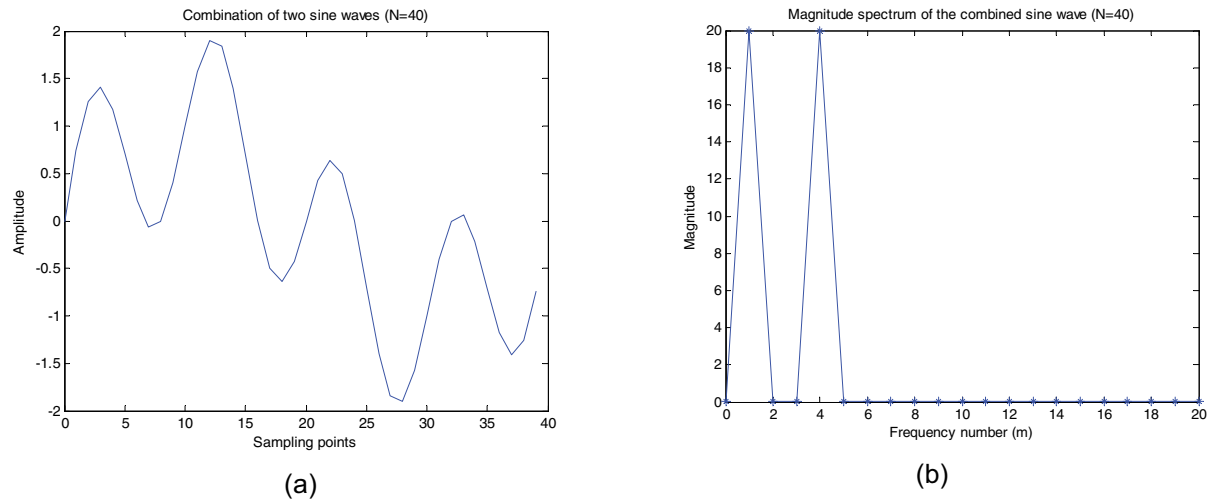 Combination of two sine waves (N=40)
2
1.5
1
0.5
0
-0.5
-1
-1.5
-2
Amplitude
0 5 10 15 20 25 30 35 40
Sampling points
(a)
Magnitude spectrum of the combined sine wave (N=40)
20
18
16
14
12
10
8
6
4
2
0
Magnitude
0 2 4 6 8 10 12 14 16 18 20
Frequency number (m)
(b)